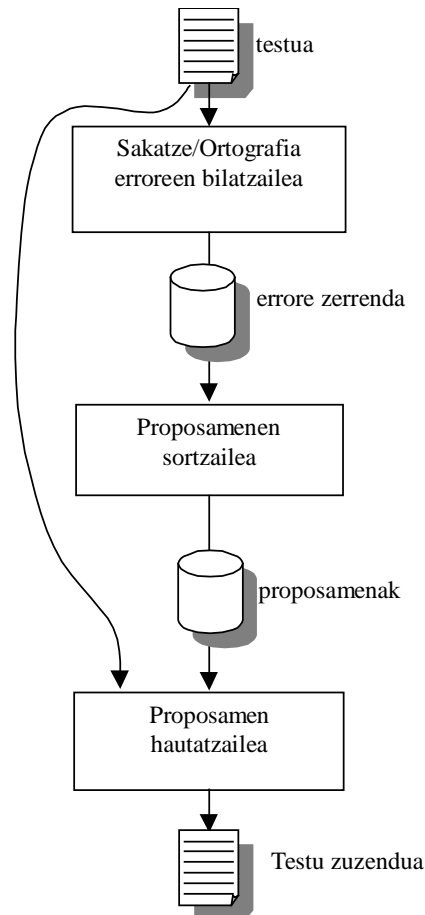 testua
Sakatze/Ortografia
erroreen bilatzailea
errore zerrenda
Proposamenen
sortzailea
proposamenak
Proposamen
hautatzailea
Testu zuzendua